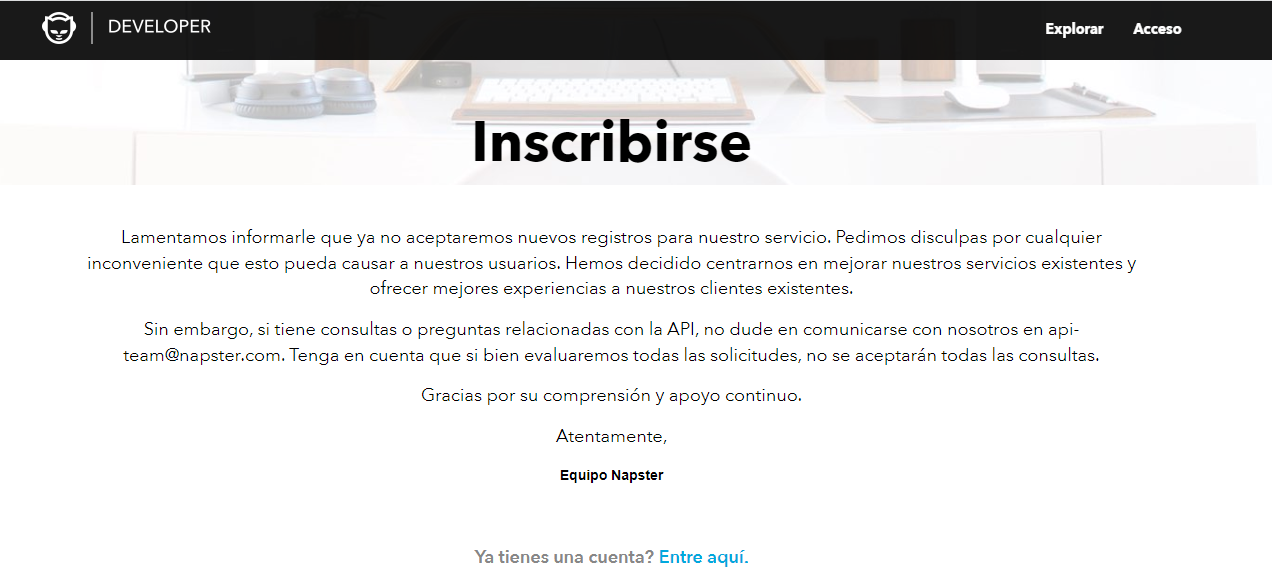 DEVELOPER
Explorar
Acceso
Inscribirse
Lamentamos informarle que ya no aceptaremos nuevos registros para nuestro servicio. Pedimos disculpas por cualquier
inconveniente que esto pueda causar a nuestros usuarios. Hemos decidido centrarnos en mejorar nuestros servicios existentes y
ofrecer mejores experiencias a nuestros clientes existentes.
Sin embargo, si tiene consultas o preguntas relacionadas con la API, no dude en comunicarse con nosotros en api-
team@napster.com. Tenga en cuenta que si bien evaluaremos todas las solicitudes, no se aceptarán todas las consultas.
Gracias por su comprensión y apoyo continuo.
Atentamente,
Equipo Napster
Ya tienes una cuenta? Entre aquí.